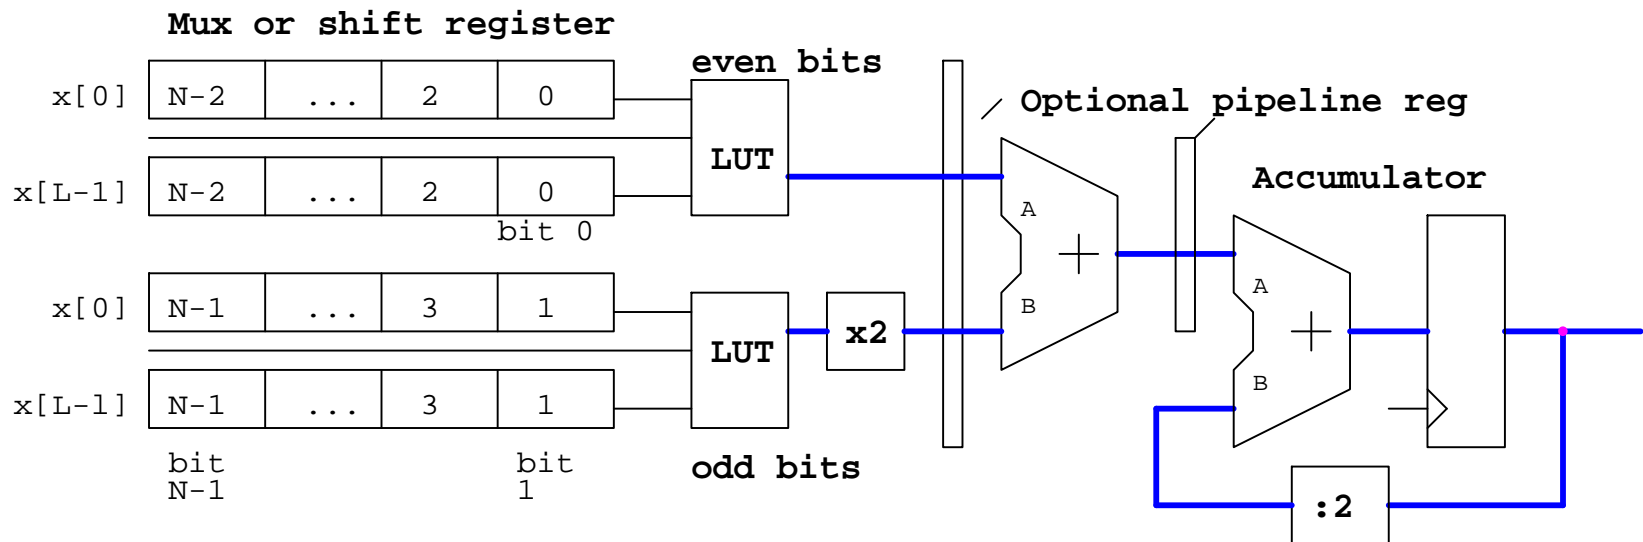 Mux or shift register
even bits
x[0] N-2 ... 2 0
LUT
Optional pipeline reg
x[L-1] N-2 ... 2 0
bit 0
A
B
+
Accumulator
x[0] N-1 ... 3 1
LUT
x2
A
B
+
x[L-l] N-1 ... 3 1
bit
N-1
bit
1
odd bits
:2